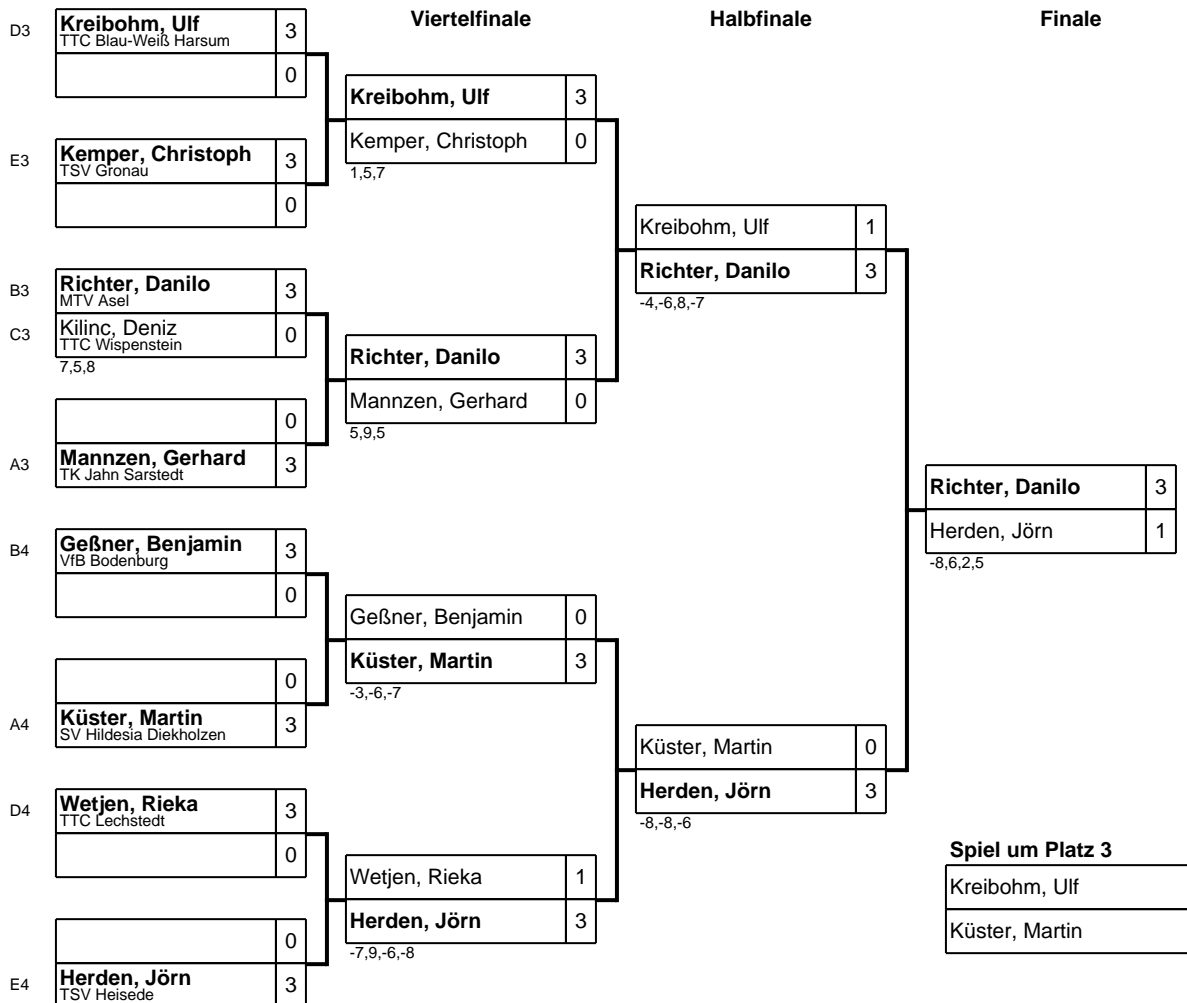 Viertelfinale Halbfinale Finale
D3 Kreibohm, Ulf 3
TTC Blau-Weiß Harsum
0
E3 Kemper, Christoph 3
TSV Gronau
0
B3 Richter, Danilo 3
MTV Asel
C3 Kilinc, Deniz 0
TTC Wispenstein
7,5,8
0
A3 Mannzen, Gerhard 3
TK Jahn Sarstedt
B4 Geßner, Benjamin 3
VfB Bodenburg
0
0
A4 Küster, Martin 3
SV Hildesia Diekholzen
D4 Wetjen, Rieka 3
TTC Lechstedt
0
0
E4 Herden, Jörn 3
TSV Heisede
Kreibohm, Ulf 3
Kemper, Christoph 0
1,5,7
Richter, Danilo 3
Mannzen, Gerhard 0
5,9,5
Geßner, Benjamin 0
Küster, Martin 3
-3,-6,-7
Wetjen, Rieka 1
Herden, Jörn 3
-7,9,-6,-8
Kreibohm, Ulf 1
Richter, Danilo 3
-4,-6,8,-7
Küster, Martin 0
Herden, Jörn 3
-8,-8,-6
Richter, Danilo 3
Herden, Jörn 1
-8,6,2,5
Spiel um Platz 3
Kreibohm, Ulf
Küster, Martin